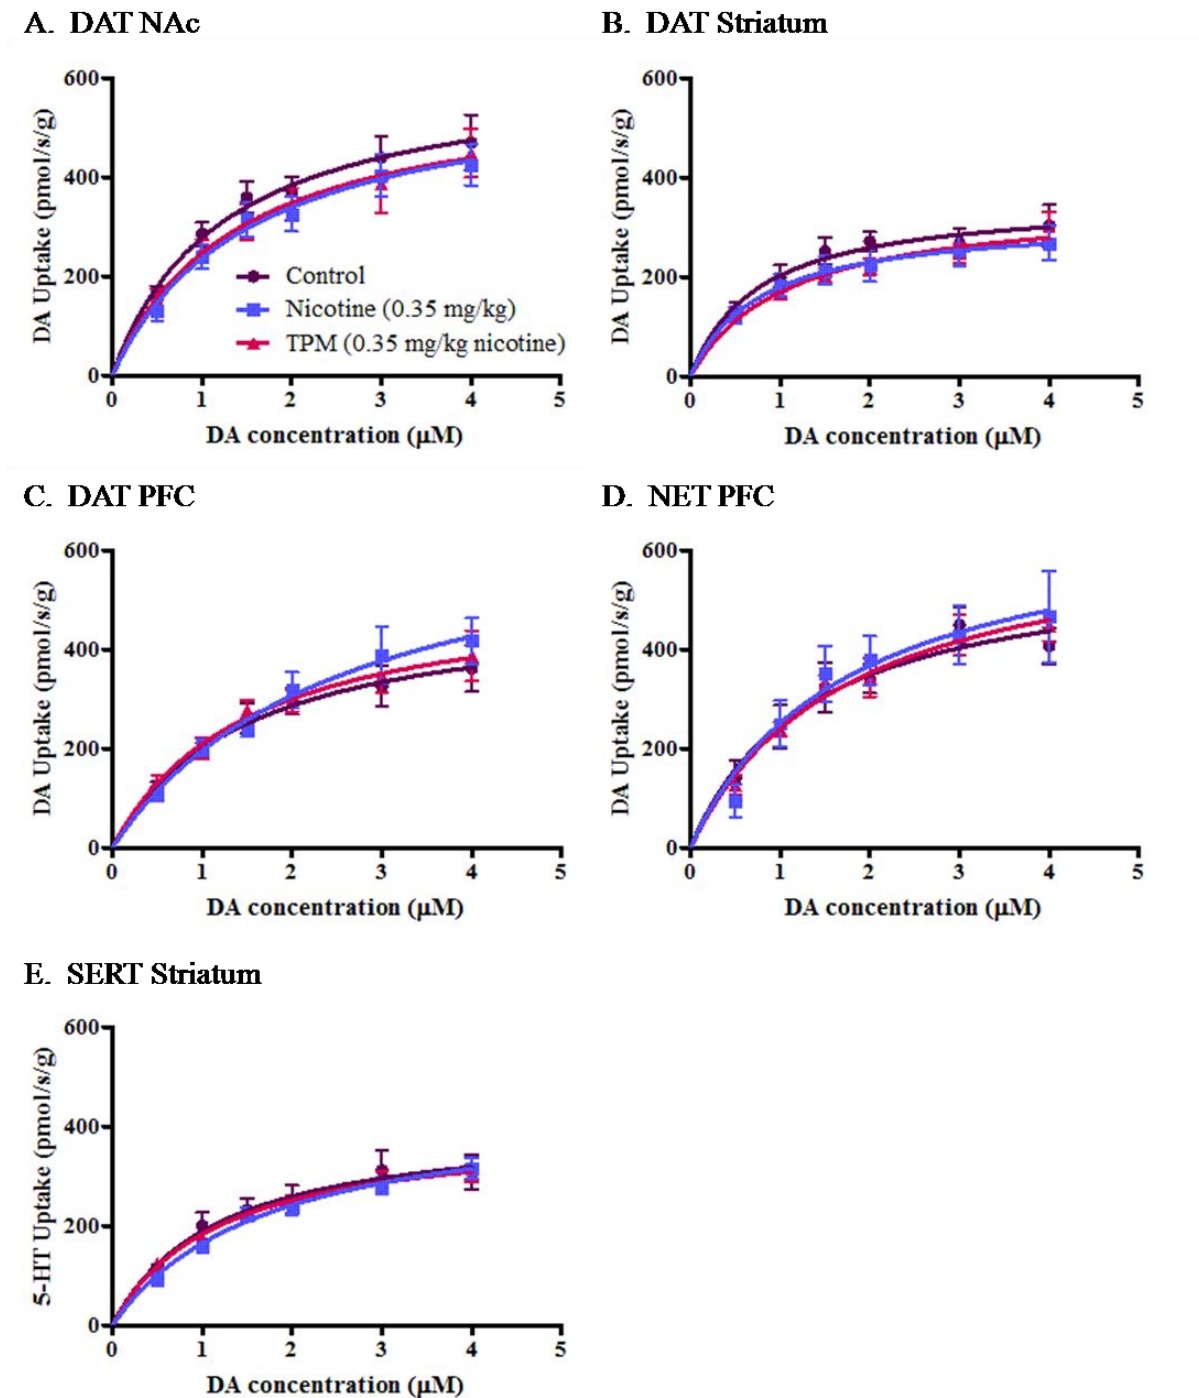 A. DAT NAc
600
400
200
0
0 1 2 3 4 5
DA Uptake (pmol/s/g)
DA concentration (μM)
Control
Nicotine (0.35 mg/kg)
TPM (0.35 mg/kg nicotine)
B. DAT Striatum
600
400
200
0
0 1 2 3 4 5
DA Uptake (pmol/s/g)
DA concentration (μM)
C. DAT PFC
600
400
200
0
0 1 2 3 4 5
DA Uptake (pmol/s/g)
DA concentration (μM)
D. NET PFC
600
400
200
0
0 1 2 3 4 5
DA Uptake (pmol/s/g)
DA concentration (μM)
E. SERT Striatum
600
400
200
0
0 1 2 3 4 5
5-HT Uptake (pmol/s/g)
DA concentration (μM)